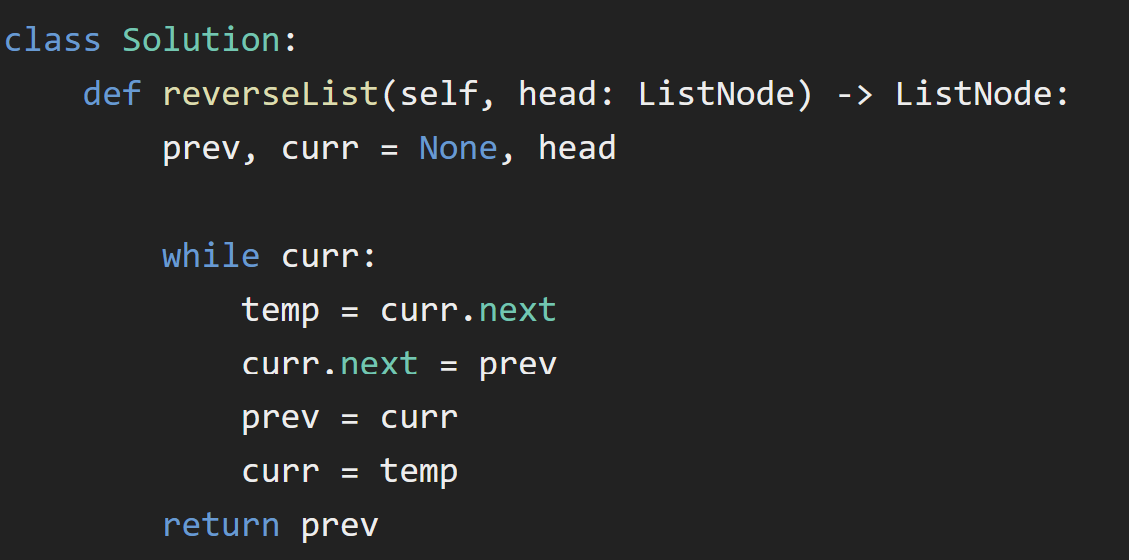 class Solution:
    def reverseList(self, head: ListNode) -> ListNode:
        prev, curr = None, head
        while curr:
            temp = curr.next
            curr.next = prev
            prev = curr
            curr = temp
        return prev